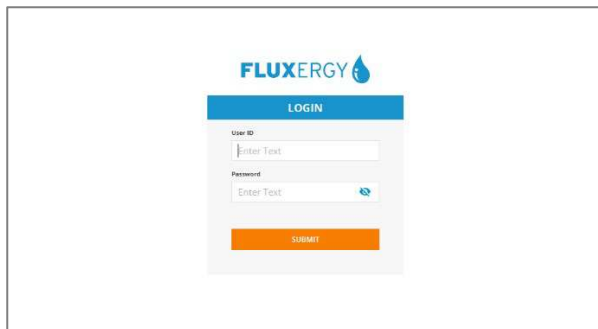 FLUXERGY
LOGIN
User ID
Enter Text
Password
Enter Text
SUBMIT